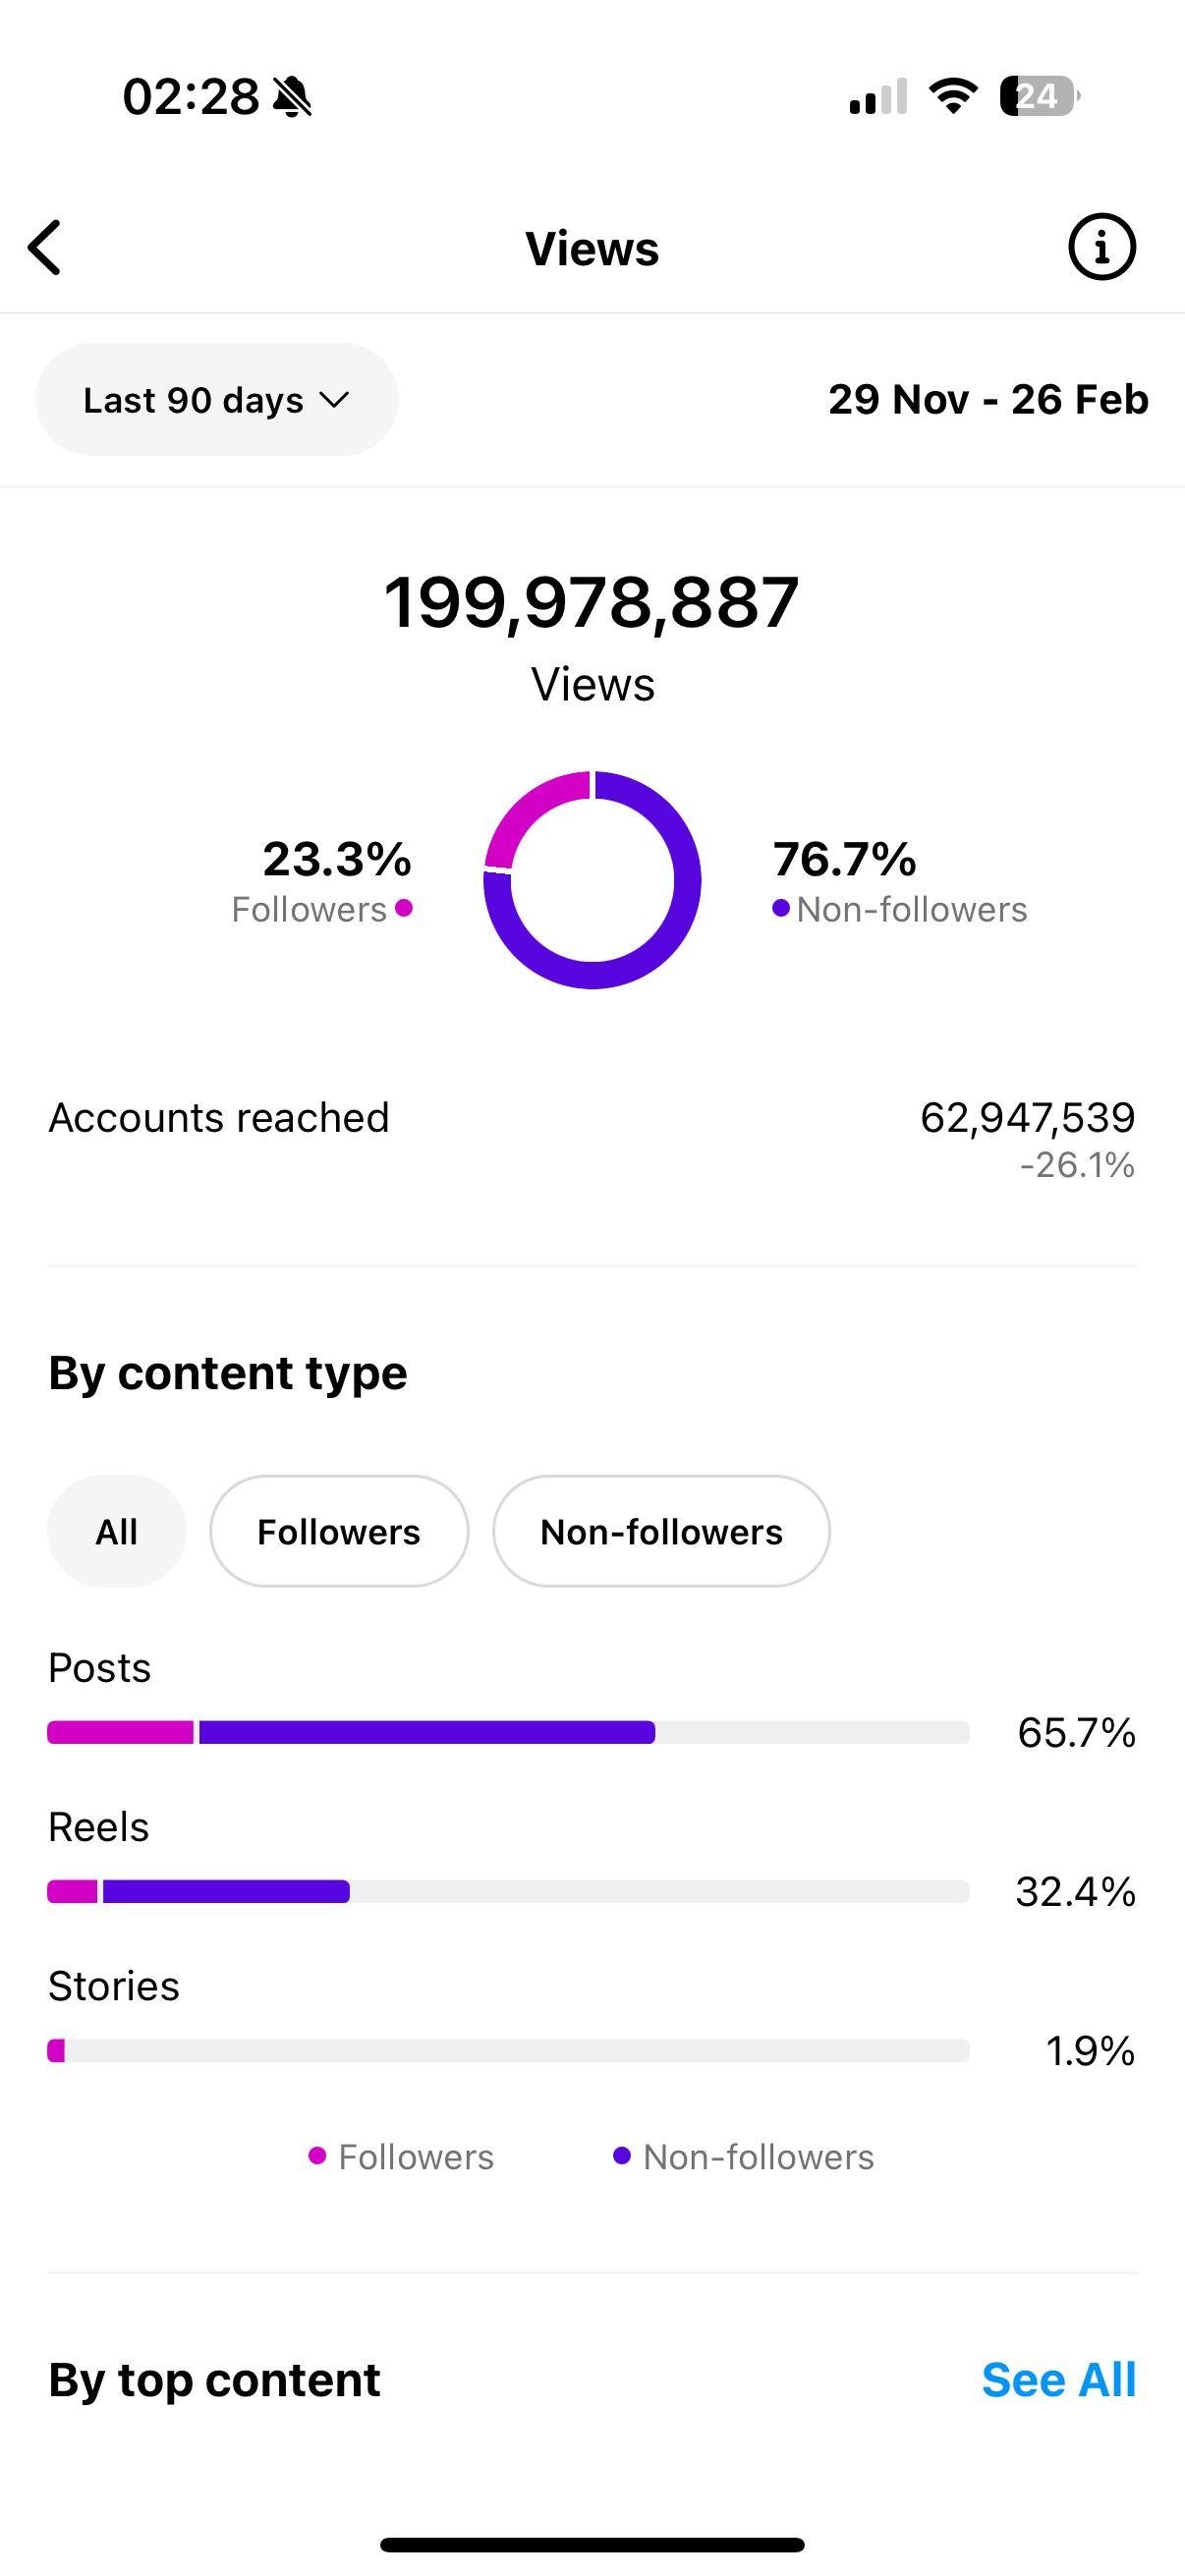 02:28
24
Views
Last 90 days
29 Nov - 26 Feb
199,978,887
Views
23.3%
Followers
76.7%
Non-followers
Accounts reached
62,947,539
-26.1%
By content type
All
Followers
Non-followers
Posts
65.7%
Reels
32.4%
Stories
1.9%
Followers
Non-followers
By top content
See All